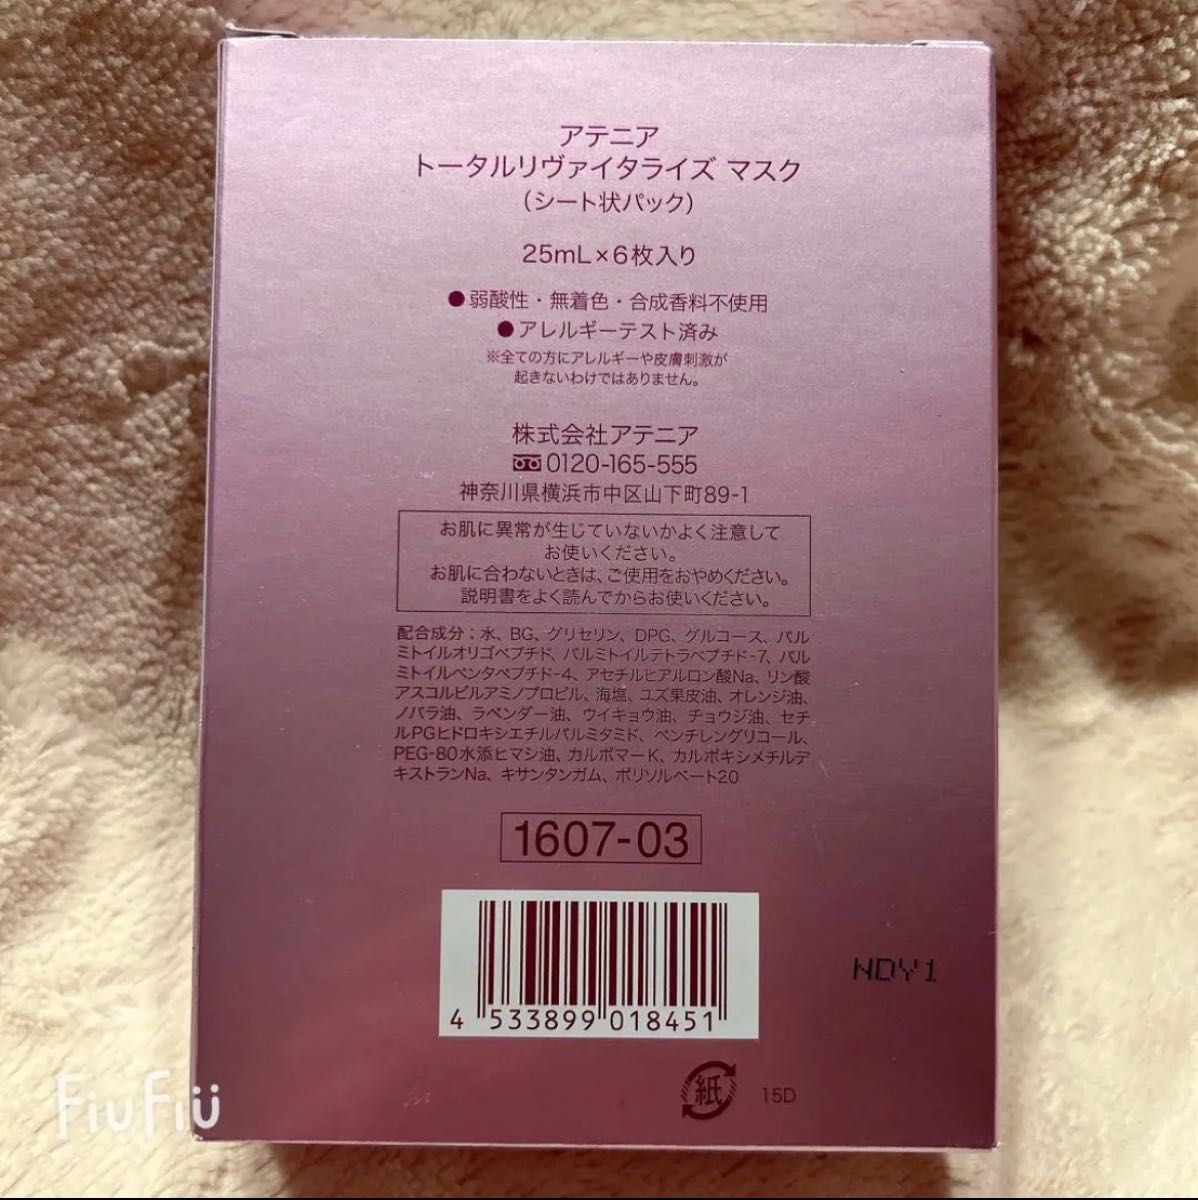 アテニア
トータルリヴァイタライズ マスク
(シート状パック)
25mL×6枚入り
●弱酸性・無着色・合成香料不使用
●アレルギーテスト済み
※全ての方にアレルギーや皮膚刺激が
起きないわけではありません。
株式会社アテニア
0120-165-555
神奈川県横浜市中区山下町89-1
お肌に異常が生じていないかよく注意して
お使いください。
お肌に合わないときは、ご使用をおやめください。
説明書をよく読んでからお使いください。
配合成分;水、BG、グリセリン、DPG、グルコース、パル
ミトイルオリゴペプチド、パルミトイルテトラペプチド-7、パル
ミトイルペンタペプチド-4、アセチルヒアルロン酸Na、リン酸
アスコルビルアミノプロピル、海塩、ユズ果皮油、オレンジ油、
ノバラ油、ラベンダー油、ウイキョウ油、チョウジ油、セチ
ルPGヒドロキシエチルパルミタミド、ペンチレングリコール、
PEG-80水添ヒマシ油、カルボマーK、カルボキシメチルデ
キストランNa、キサンタンガム、ポリソルベート20
1607-03
NDY1
4 533899 018451
紙 15D
FiuFiu